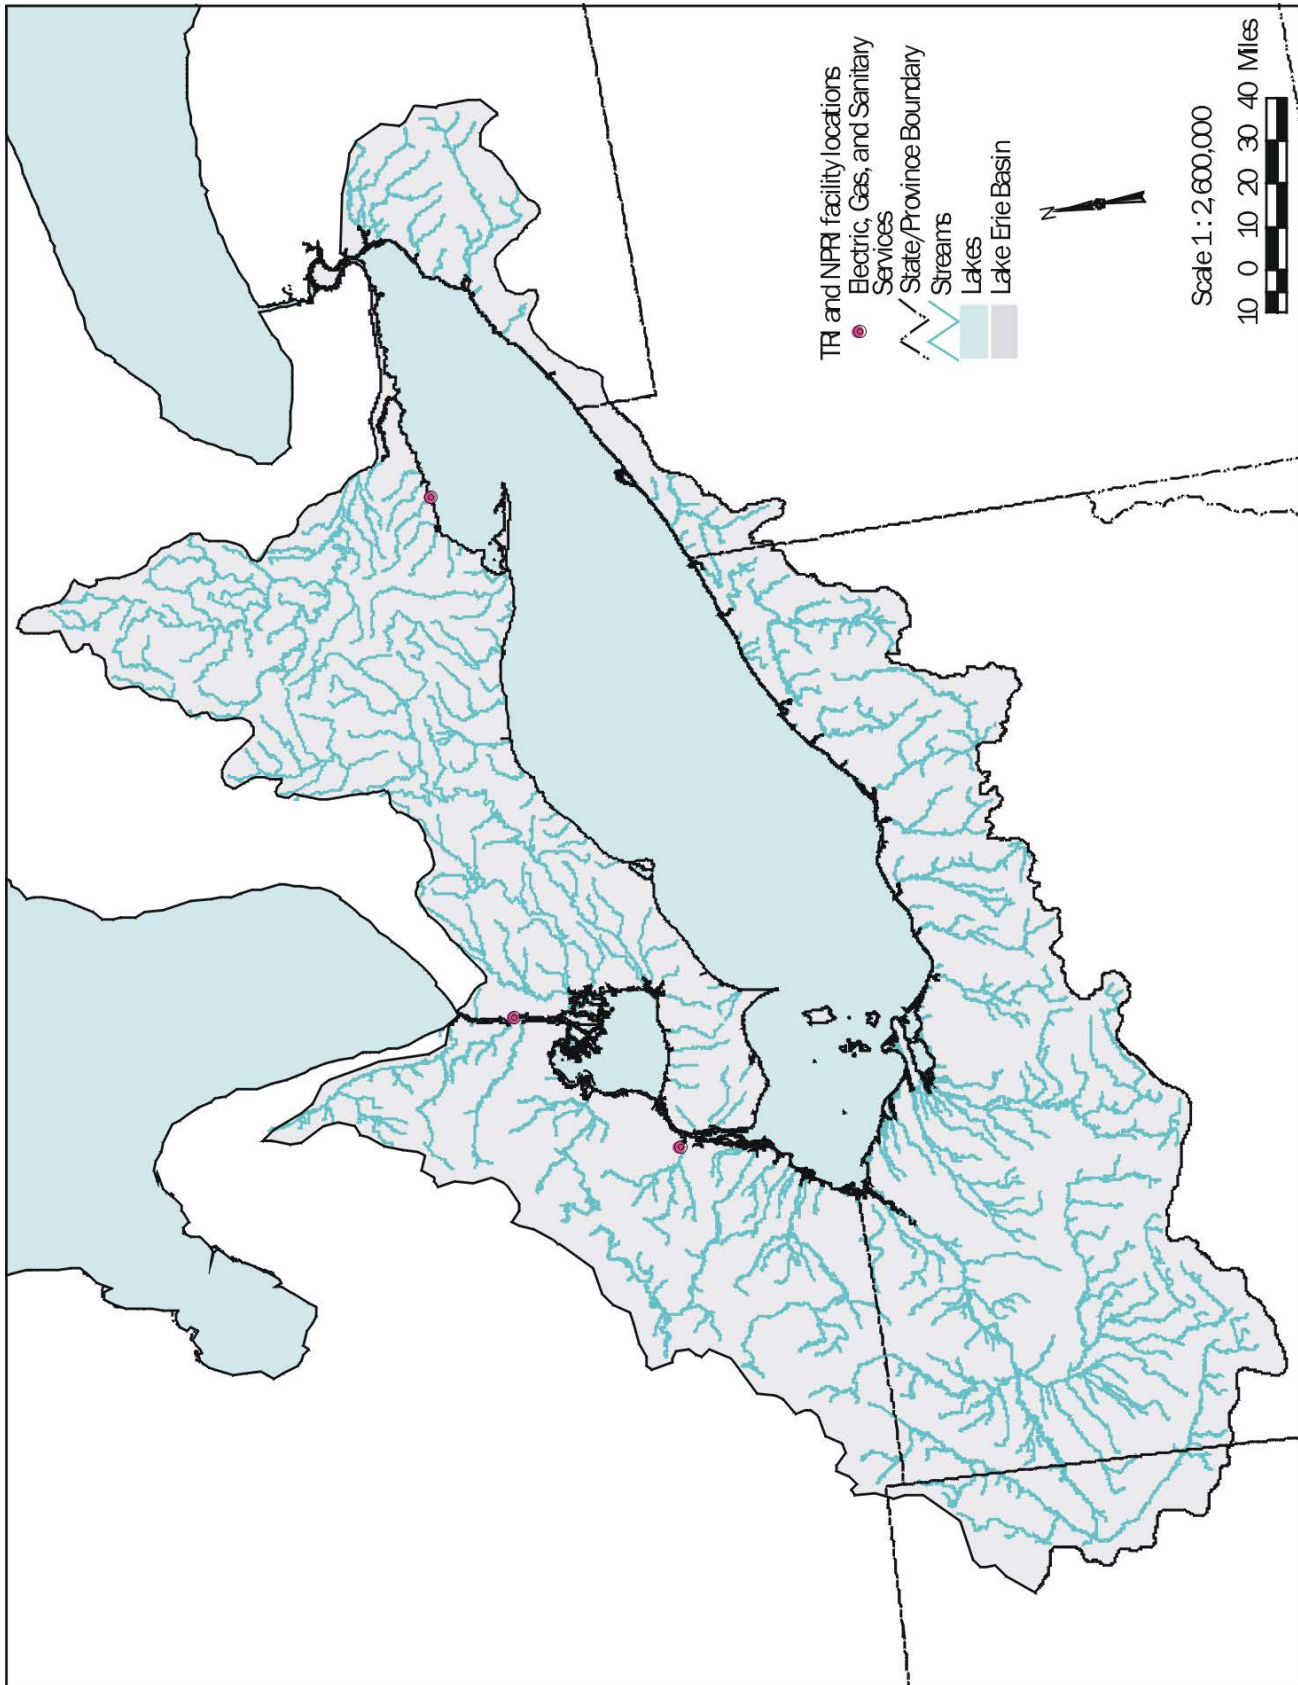 TRI and NPRI facility locations
Electric, Gas, and Sanitary
Services
State/Province Boundary
Streams
Lakes
Lake Erie Basin
N
Scale 1 : 2,600,000
10 0 10 20 30 40 Miles